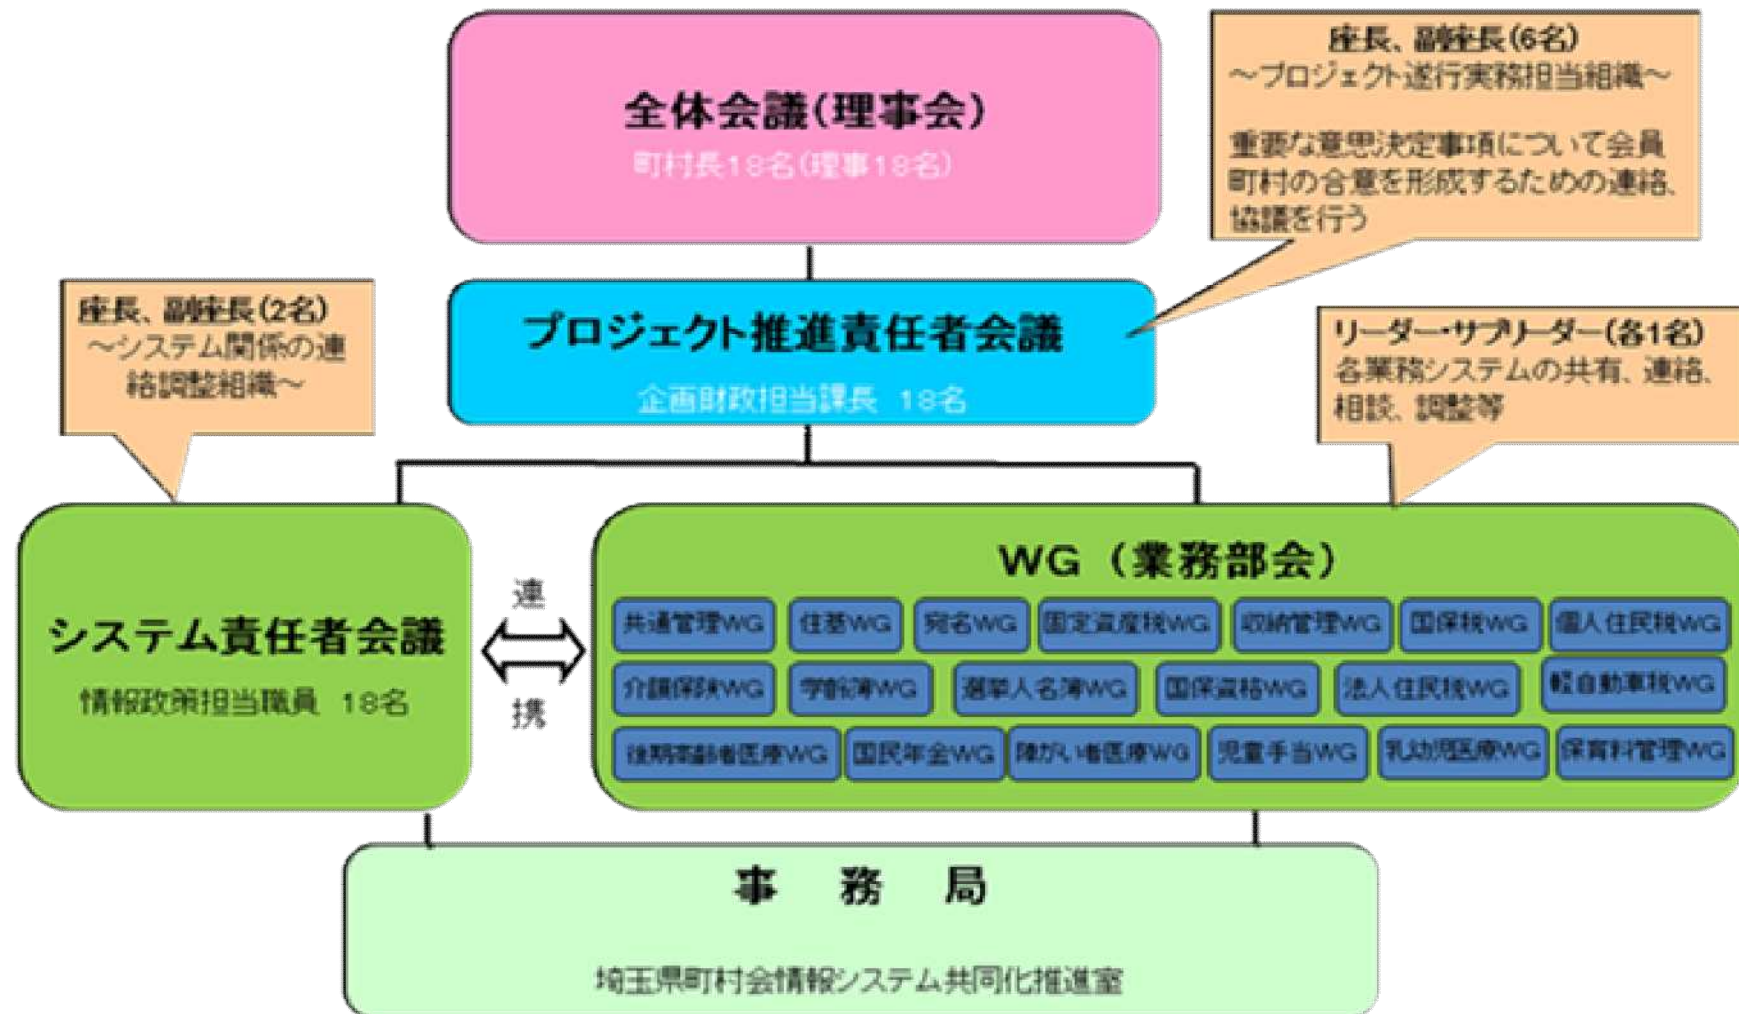 全体会議(理事会)
町村長18名(理事18名)
座長、副座長(6名)
～プロジェクト遂行実務担当組織～
重要な意思決定事項について会員
町村の合意を形成するための連絡、
協議を行う
プロジェクト推進責任者会議
企画財政担当課長 18名
座長、副座長(2名)
～システム関係の連
絡調整組織～
リーダー・サブリーダー(各1名)
各業務システムの共有、連絡、
相談、調整等
システム責任者会議
情報政策担当職員 18名
連
携
WG（業務部会）
共通管理WG 住基WG 宛名WG 固定資産税WG 収納管理WG 国保税WG 個人住民税WG
介護保険WG 学齢簿WG 選挙人名簿WG 国保資格WG 法人住民税WG 軽自動車税WG
後期高齢者医療WG 国民年金WG 障がい者医療WG 児童手当WG 乳幼児医療WG 保育料管理WG
事 務 局
埼玉県町村会情報システム共同化推進室